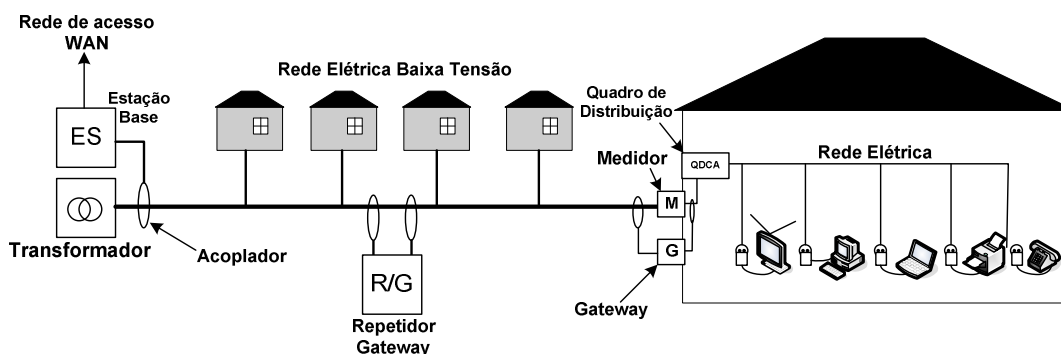 Rede de acesso
WAN
Estação
Base
ES
Transformador
Acoplador
Rede Elétrica Baixa Tensão
R/G
Repetidor
Gateway
Quadro de
Distribuição
Medidor
QDCA
M
G
Gateway
Rede Elétrica